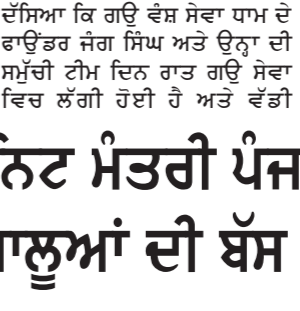 ਦੱਸਿਆ ਕਿ ਗਊ ਵੰਸ਼ ਸੇਵਾ ਧਾਮ ਦੇ
ਫਾਉਂਡਰ ਜੰਗ ਸਿੰਘ ਅਤੇ ਉਨ੍ਹਾ ਦੀ
ਸਮੁੱਚੀ ਟੀਮ ਦਿਨ ਰਾਤ ਗਊ ਸੇਵਾ
ਵਿਚ ਲੱਗੀ ਹੋਈ ਹੈ ਅਤੇ ਵੱਡੀ
ਮੰਤਰੀ
ਦੀ ਬੱਸ